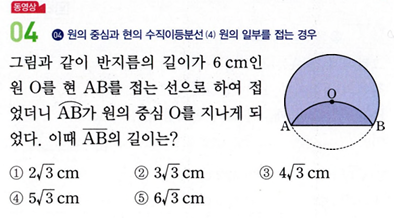 동영상
04 04 원의 중심과 현의 수직이등분선 (4) 원의 일부를 접는 경우
그림과 같이 반지름의 길이가 6 cm인
원 O를 현 AB를 접는 선으로 하여 접
었더니 $\overparen{AB}$가 원의 중심 O를 지나게 되
었다. 이때 $\overline{AB}$의 길이는?
O
A B
① 2√3 cm ② 3√3 cm ③ 4√3 cm
④ 5√3 cm ⑤ 6√3 cm